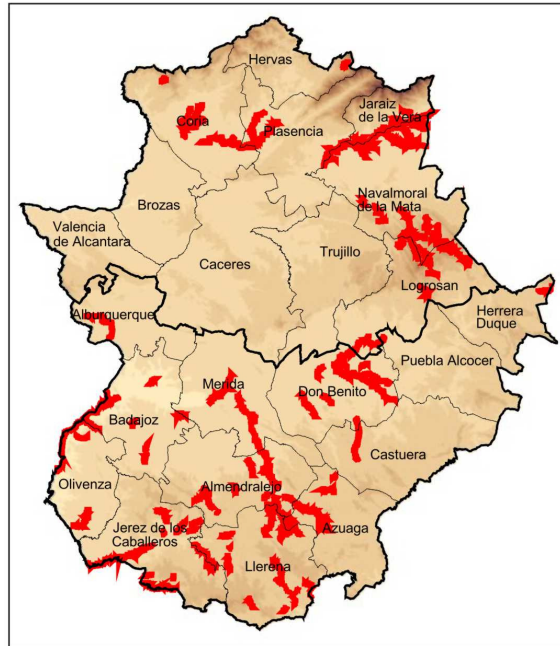 Hervas
Jaraiz
de la Vera
Coria
Plasencia
Navalmoral
de la Mata
Brozas
Valencia
de Alcantara
Caceres
Trujillo
Logrosan
Alburquerque
Herrera
Duque
Puebla Alcocer
Merida
Don Benito
Badajoz
Castuera
Olivenza
Almendralejo
Jerez de los
Caballeros
Azuaga
Llerena